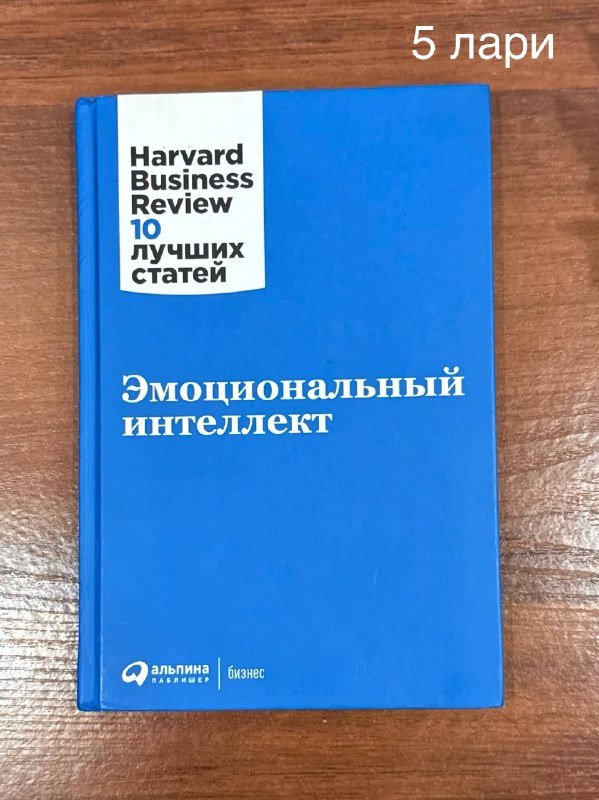 5 лари
Harvard
Business
Review
10
лучших
статей
Эмоциональный
интеллект
альпина
ПАБЛИШЕР
бизнес